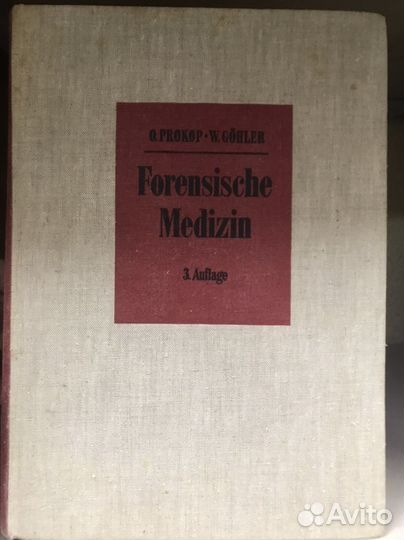 O. PROKOP · W. GÖHLER
Forensische
Medizin
3. Auflage
Avito